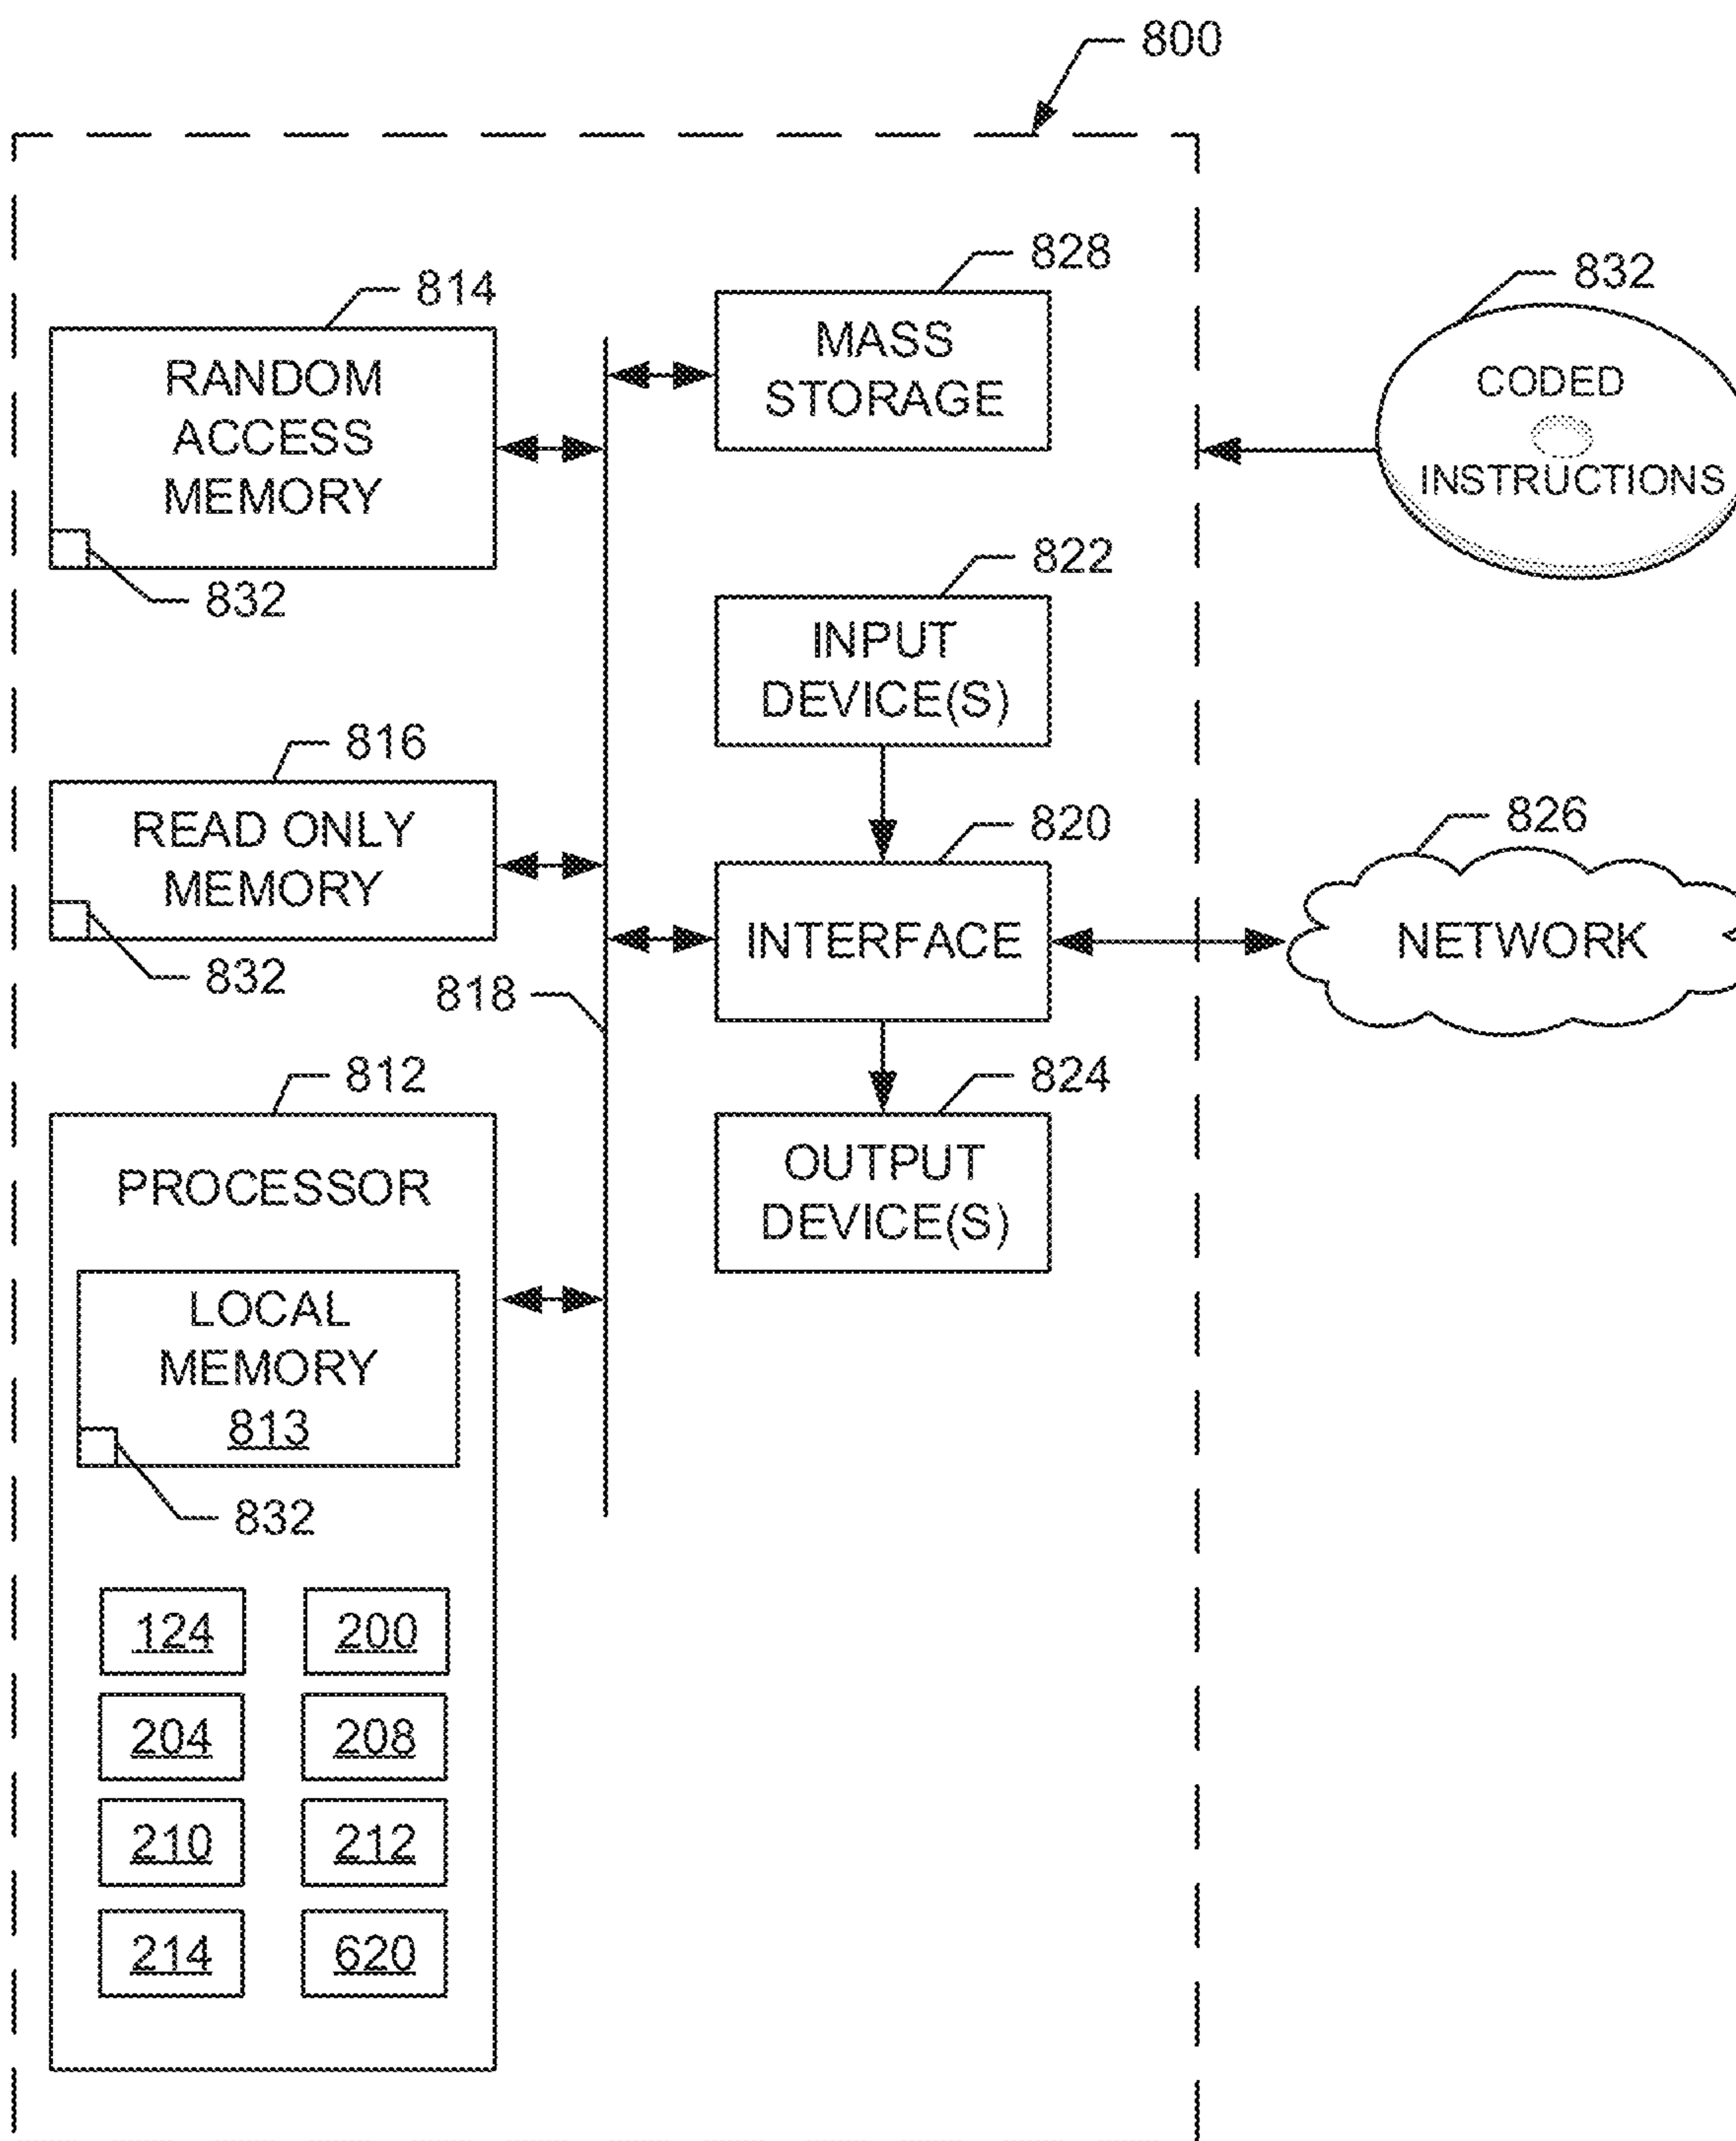 800
814
RANDOM
ACCESS
MEMORY
832
828
MASS
STORAGE
832
CODED
INSTRUCTIONS
822
INPUT
DEVICE(S)
816
READ ONLY
MEMORY
832
818
820
INTERFACE
826
NETWORK
812
PROCESSOR
LOCAL
MEMORY
813
832
824
OUTPUT
DEVICE(S)
124 200
204 208
210 212
214 620